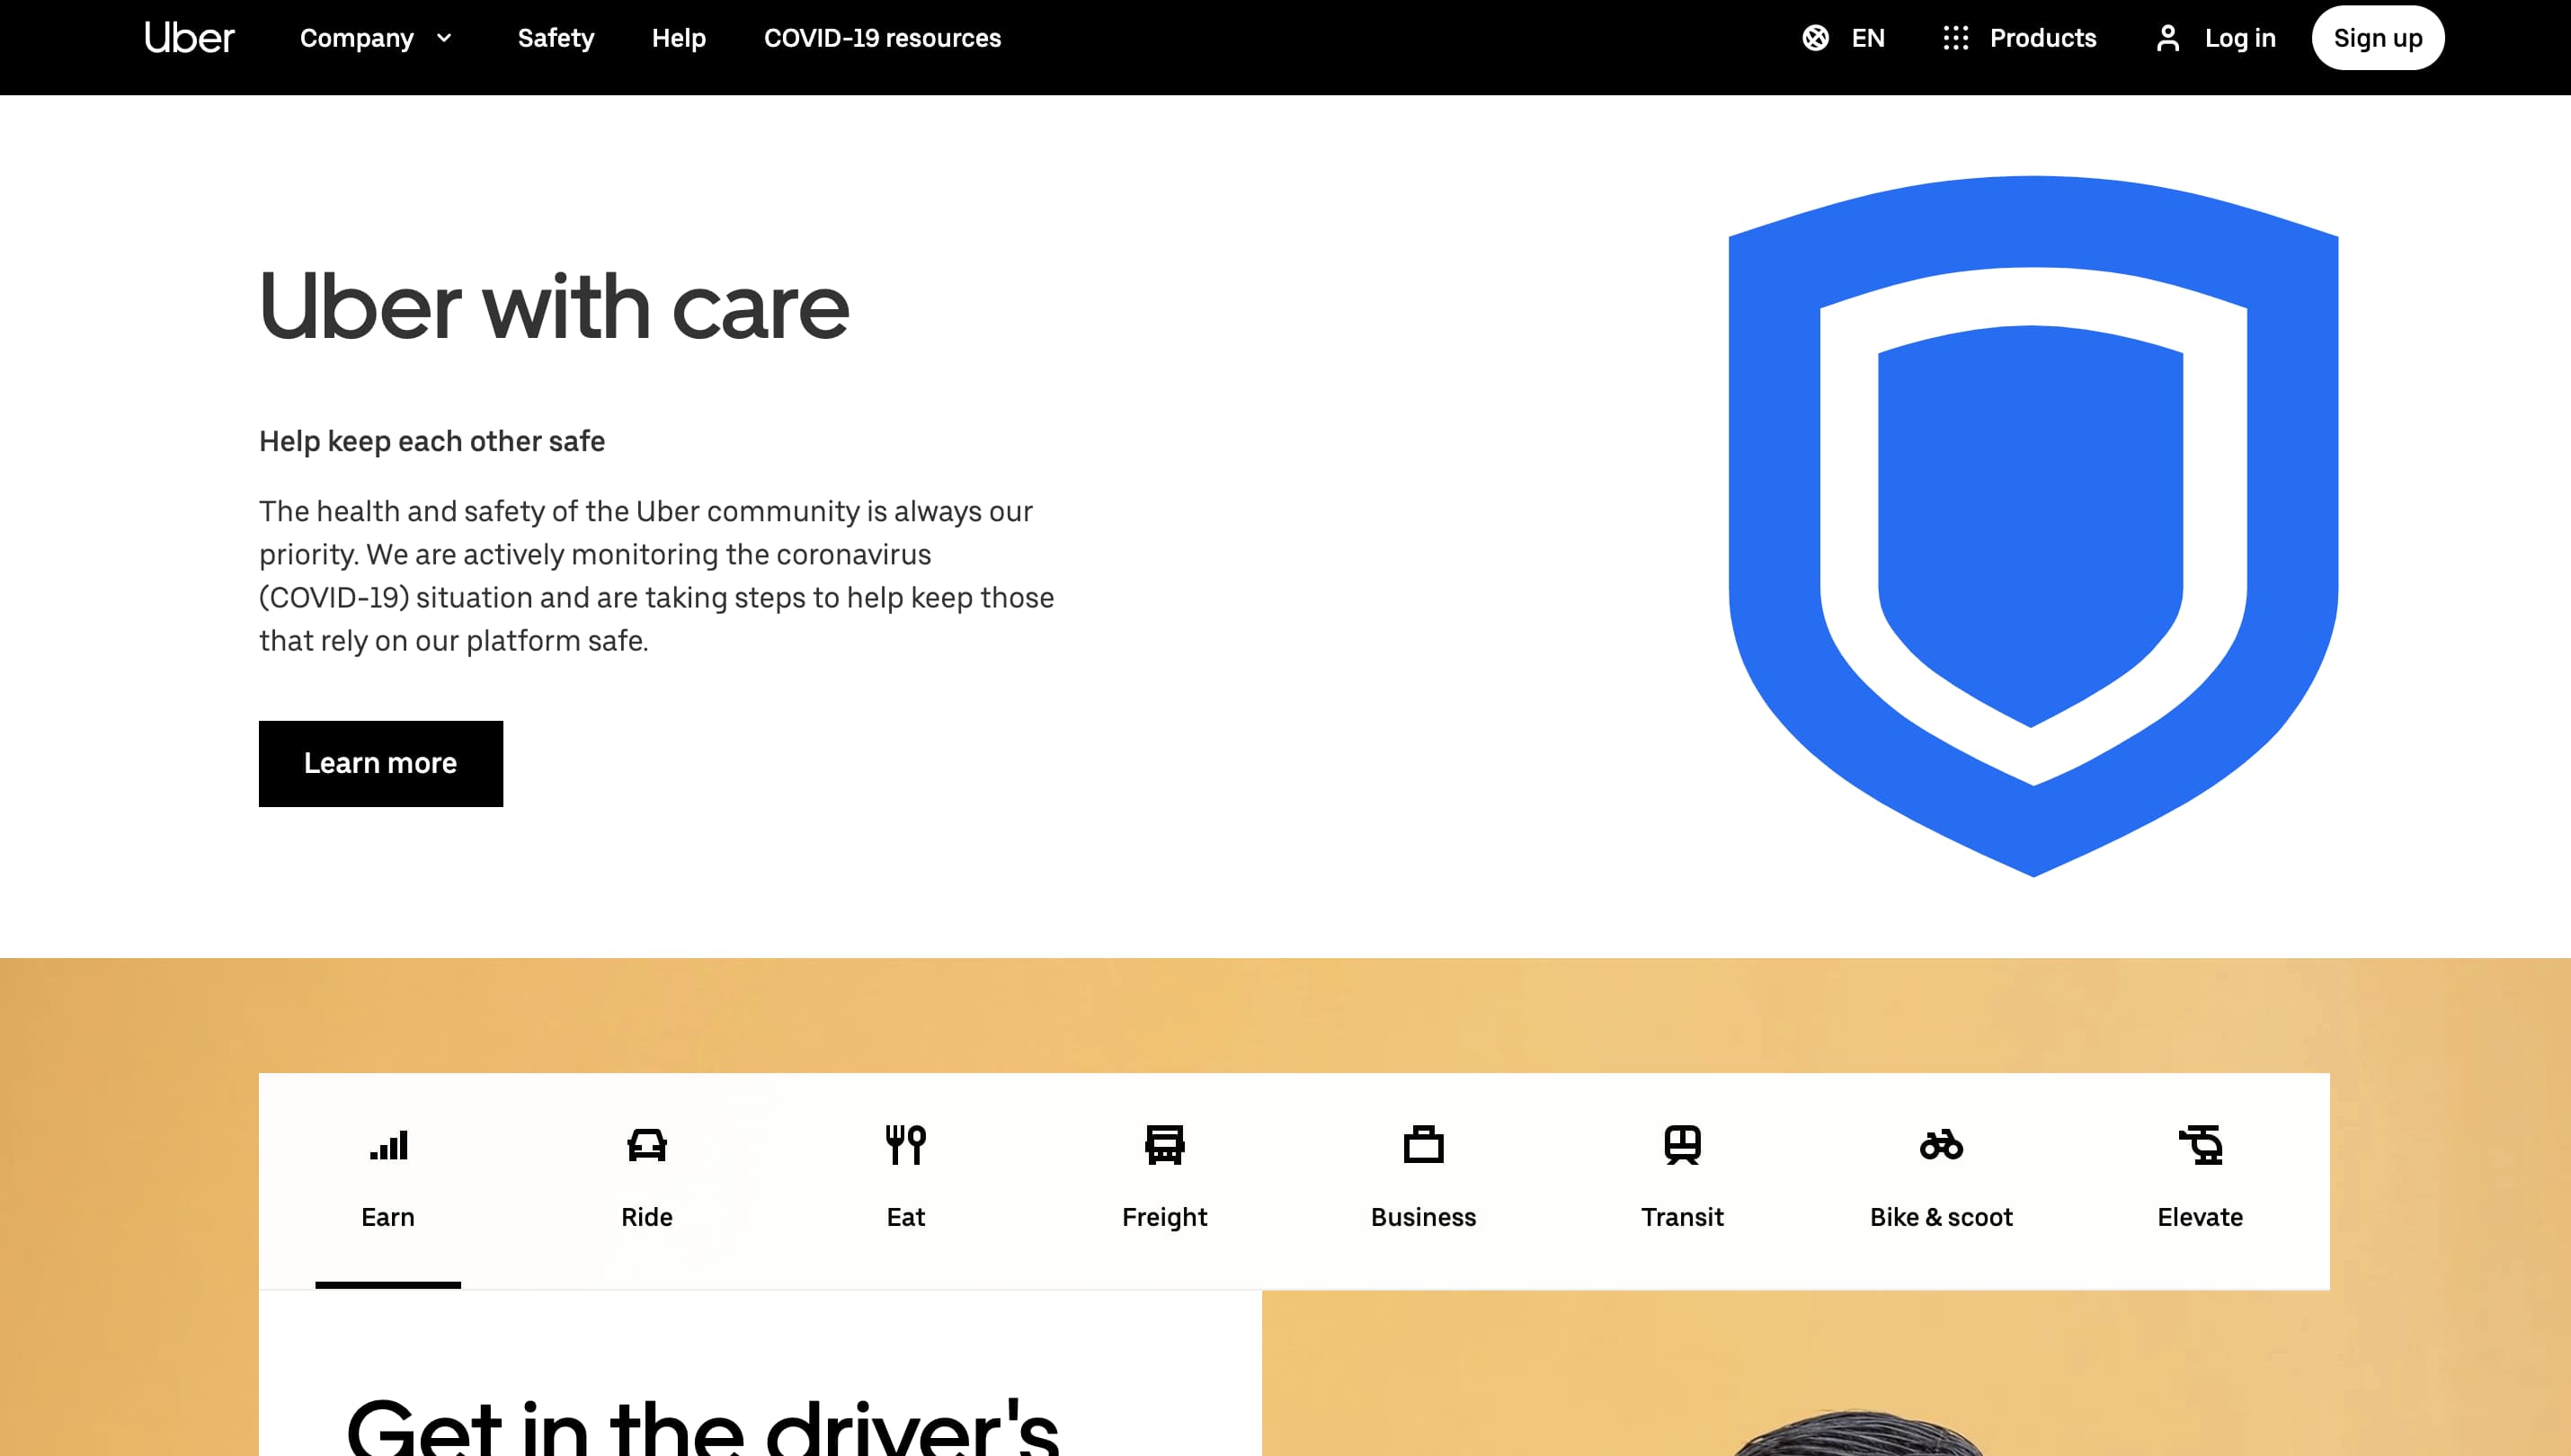 Uber
Company
Safety
Help
COVID-19 resources
EN
Products
Log in
Sign up
Uber with care
Help keep each other safe
The health and safety of the Uber community is always our
priority. We are actively monitoring the coronavirus
(COVID-19) situation and are taking steps to help keep those
that rely on our platform safe.
Learn more
Earn
Ride
Eat
Freight
Business
Transit
Bike & scoot
Elevate
Get in the driver's